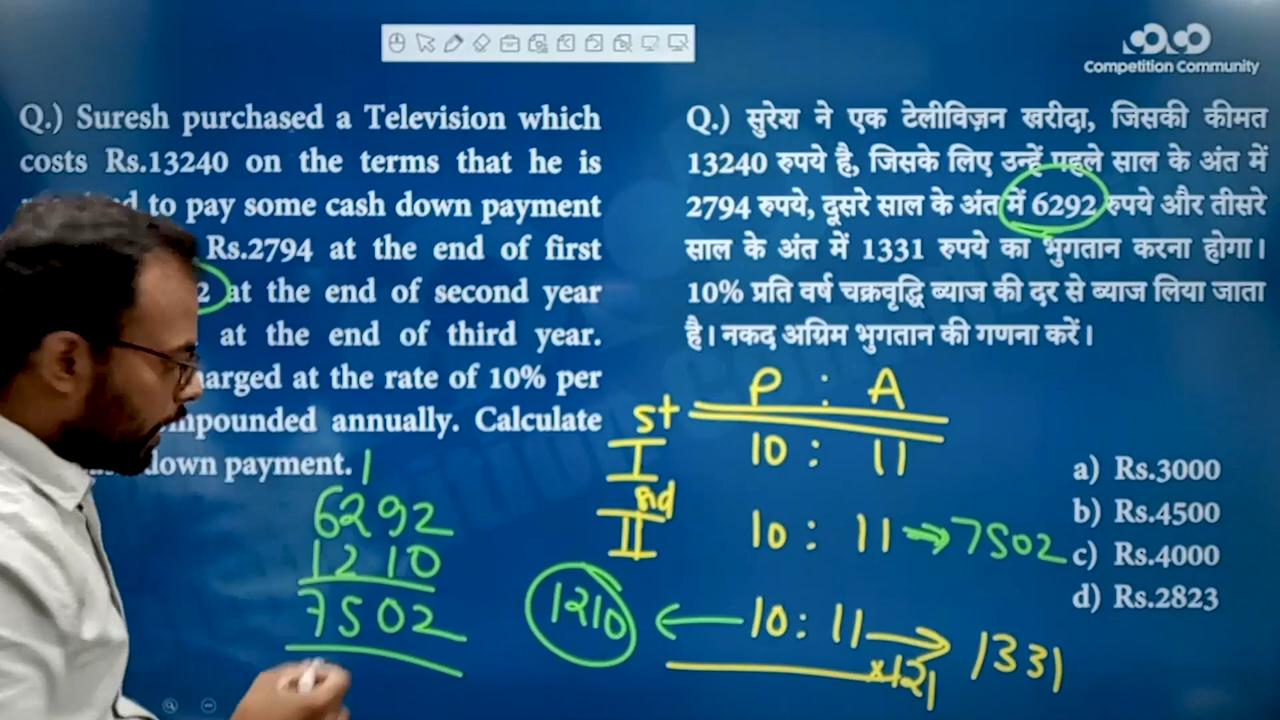 Competition Community
Q.) Suresh purchased a Television which
costs Rs.13240 on the terms that he is
to pay some cash down payment
Rs.2794 at the end of first
2 at the end of second year
at the end of third year.
at the rate of 10% per
annually. Calculate
down payment.
Q.) सुरेश ने एक टेलीविज़न खरीदा, जिसकी कीमत
13240 रुपये है, जिसके लिए उन्हें पहले साल के अंत में
2794 रुपये, दूसरे साल के अंत में 6292 रुपये और तीसरे
साल के अंत में 1331 रुपये का भुगतान करना होगा।
10% प्रति वर्ष चक्रवृद्धि ब्याज की दर से ब्याज लिया जाता
है। नकद अग्रिम भुगतान की गणना करें।
a) Rs.3000
b) Rs.4500
c) Rs.4000
d) Rs.2823
P : A
Ist 10 : 11
IInd 10 : 11 ⇒ 7502
1210 ← 10 : 11 → 1331
×121
1
6292
1210
7502